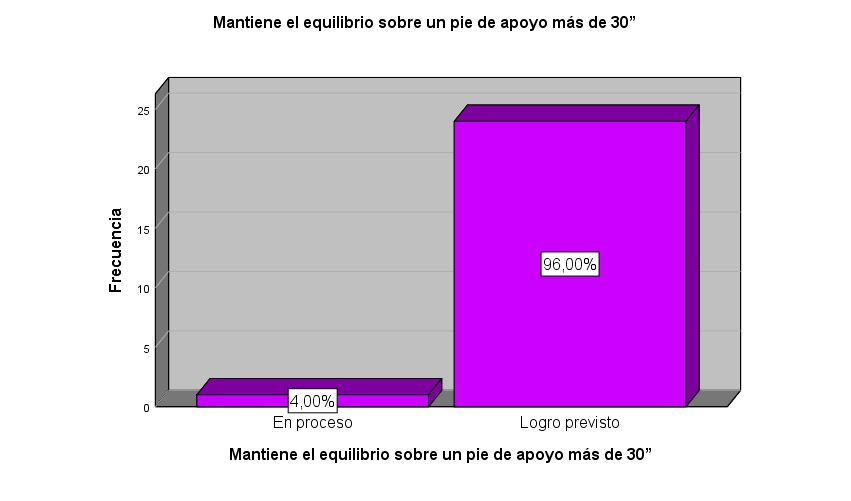 Mantiene el equilibrio sobre un pie de apoyo más de 30”
Frecuencia
25
20
15
10
5
0
96,00%
4,00%
En proceso
Logro previsto
Mantiene el equilibrio sobre un pie de apoyo más de 30”